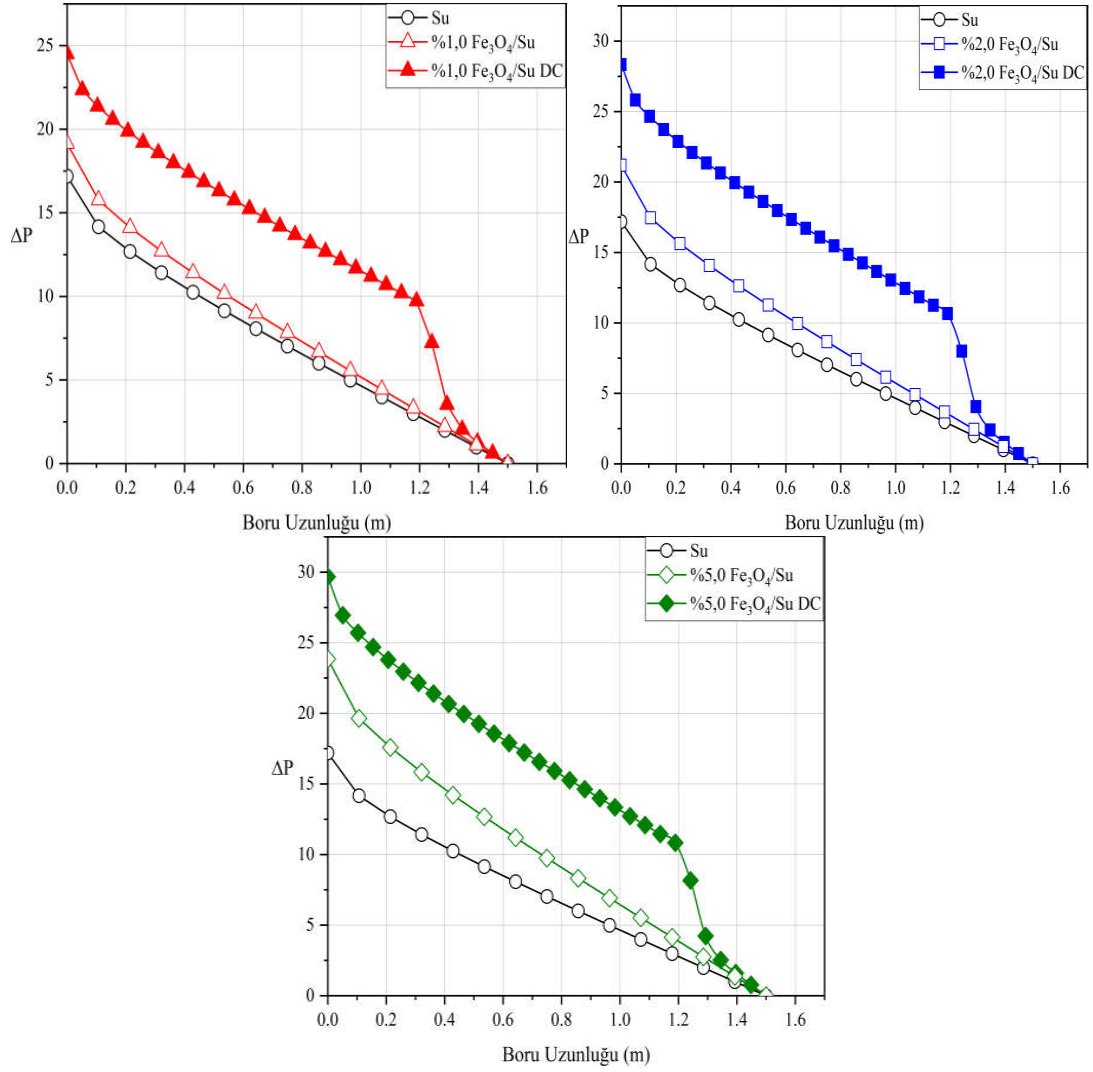 Su
%1,0 Fe₃O₄/Su
%1,0 Fe₃O₄/Su DC
25
20
15
10
5
0
ΔP
0.0 0.2 0.4 0.6 0.8 1.0 1.2 1.4 1.6
Boru Uzunluğu (m)
Su
%2,0 Fe₃O₄/Su
%2,0 Fe₃O₄/Su DC
30
25
20
15
10
5
0
ΔP
0.0 0.2 0.4 0.6 0.8 1.0 1.2 1.4 1.6
Boru Uzunluğu (m)
Su
%5,0 Fe₃O₄/Su
%5,0 Fe₃O₄/Su DC
30
25
20
15
10
5
0
ΔP
0.0 0.2 0.4 0.6 0.8 1.0 1.2 1.4 1.6
Boru Uzunluğu (m)